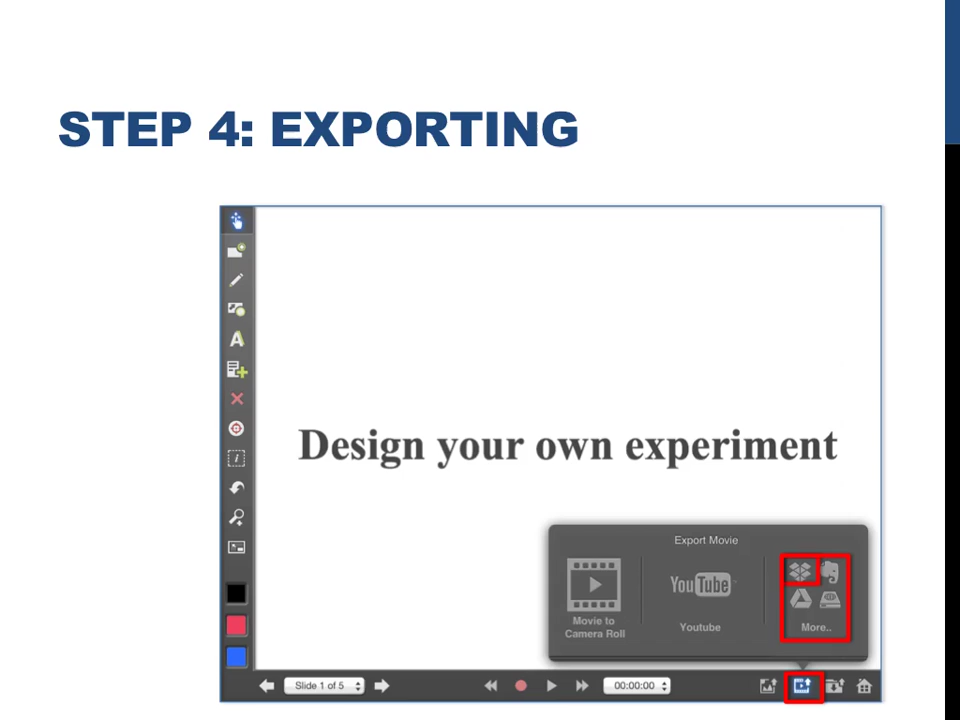 STEP 4: EXPORTING
Design your own experiment
Export Movie
YouTube
Movie to
Camera Roll
Youtube
More..
Slide 1 of 5
00:00:00